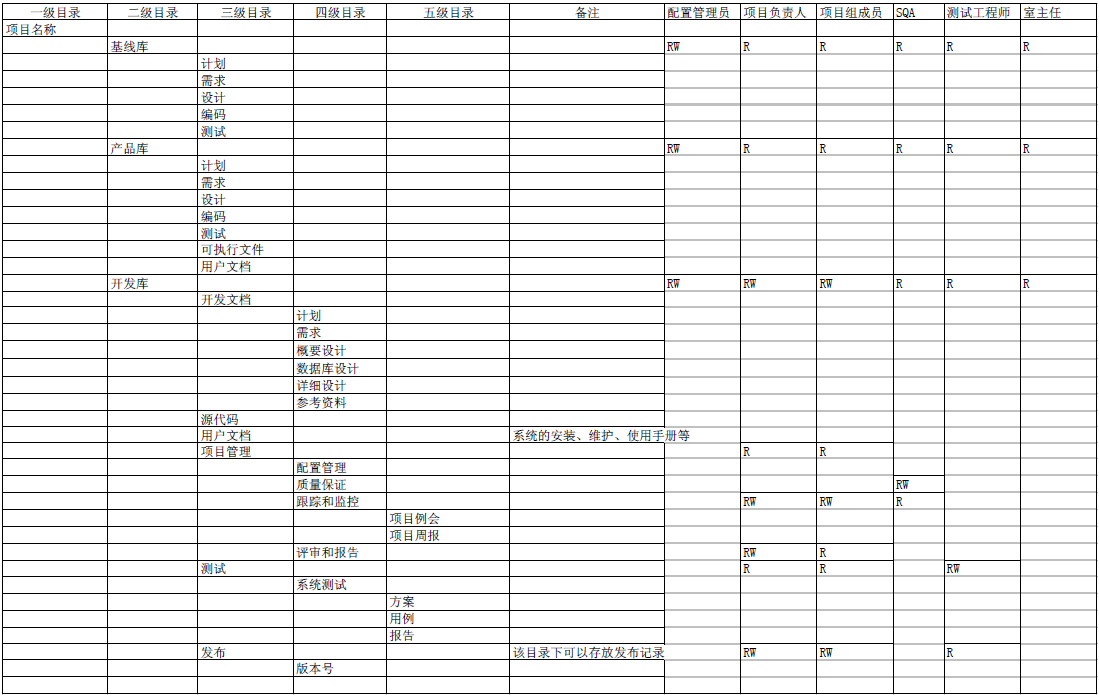 一级目录 二级目录 三级目录 四级目录 五级目录 备注 配置管理员 项目负责人 项目组成员 SQA 测试工程师 室主任
项目名称
基线库 RW R R R R R
计划
需求
设计
编码
测试
产品库 RW R R R R R
计划
需求
设计
编码
测试
可执行文件
用户文档
开发库 RW RW RW R R R
开发文档
计划
需求
概要设计
数据库设计
详细设计
参考资料
源代码
用户文档 系统的安装、维护、使用手册等
项目管理 R R
配置管理
质量保证 RW
跟踪和监控 RW RW R
项目例会
项目周报
评审和报告 RW R
测试 R R RW
系统测试
方案
用例
报告
发布 该目录下可以存放发布记录 RW RW R
版本号